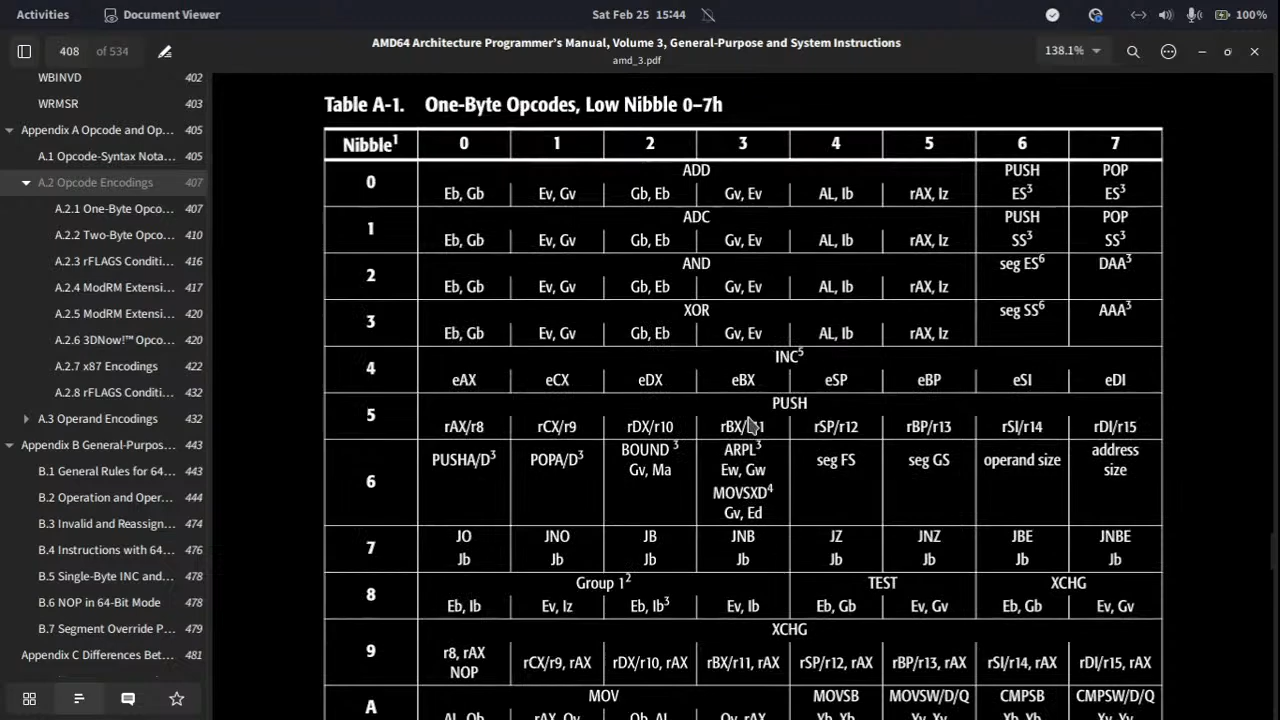 Activities
Document Viewer
Sat Feb 25 15:44
100%
408 of 534
AMD64 Architecture Programmer's Manual, Volume 3, General-Purpose and System Instructions
amd_3.pdf
138.1%
WBINVD 402
WRMSR 403
Appendix A Opcode and Op... 405
A.1 Opcode-Syntax Nota... 405
A.2 Opcode Encodings 407
A.2.1 One-Byte Opco... 407
A.2.2 Two-Byte Opco... 410
A.2.3 rFLAGS Conditi... 416
A.2.4 ModRM Extensi... 417
A.2.5 ModRM Extensi... 420
A.2.6 3DNow!™ Opco... 420
A.2.7 x87 Encodings 422
A.2.8 rFLAGS Conditi... 432
A.3 Operand Encodings 432
Appendix B General-Purpos... 443
B.1 General Rules for 64... 443
B.2 Operation and Oper... 444
B.3 Invalid and Reassign... 474
B.4 Instructions with 64... 476
B.5 Single-Byte INC and... 478
B.6 NOP in 64-Bit Mode 478
B.7 Segment Override P... 479
Appendix C Differences Bet... 481
Table A-1. One-Byte Opcodes, Low Nibble 0–7h
Nibble1 0 1 2 3 4 5 6 7
0 ADD PUSH POP
Eb, Gb Ev, Gv Gb, Eb Gv, Ev AL, Ib rAX, Iz ES3 ES3
1 ADC PUSH POP
Eb, Gb Ev, Gv Gb, Eb Gv, Ev AL, Ib rAX, Iz SS3 SS3
2 AND seg ES6 DAA3
Eb, Gb Ev, Gv Gb, Eb Gv, Ev AL, Ib rAX, Iz
3 XOR seg SS6 AAA3
Eb, Gb Ev, Gv Gb, Eb Gv, Ev AL, Ib rAX, Iz
4 INC5
eAX eCX eDX eBX eSP eBP eSI eDI
5 PUSH
rAX/r8 rCX/r9 rDX/r10 rSP/r12 rBP/r13 rSI/r14 rDI/r15
6 PUSHA/D3 POPA/D3 BOUND 3 ARPL3 seg FS seg GS operand size address
Gv, Ma Ew, Gw size
MOVSXD4
Gv, Ed
7 JO JNO JB JNB JZ JNZ JBE JNBE
Jb Jb Jb Jb Jb Jb Jb Jb
8 Group 12 TEST XCHG
Eb, Ib Ev, Iz Eb, Ib3 Ev, Ib Eb, Gb Ev, Gv Eb, Gb Ev, Gv
9 XCHG
r8, rAX rCX/r9, rAX rDX/r10, rAX rBX/r11, rAX rSP/r12, rAX rBP/r13, rAX rSI/r14, rAX rDI/r15, rAX
NOP
A MOV MOVSB MOVSW/D/Q CMPSB CMPSW/D/Q